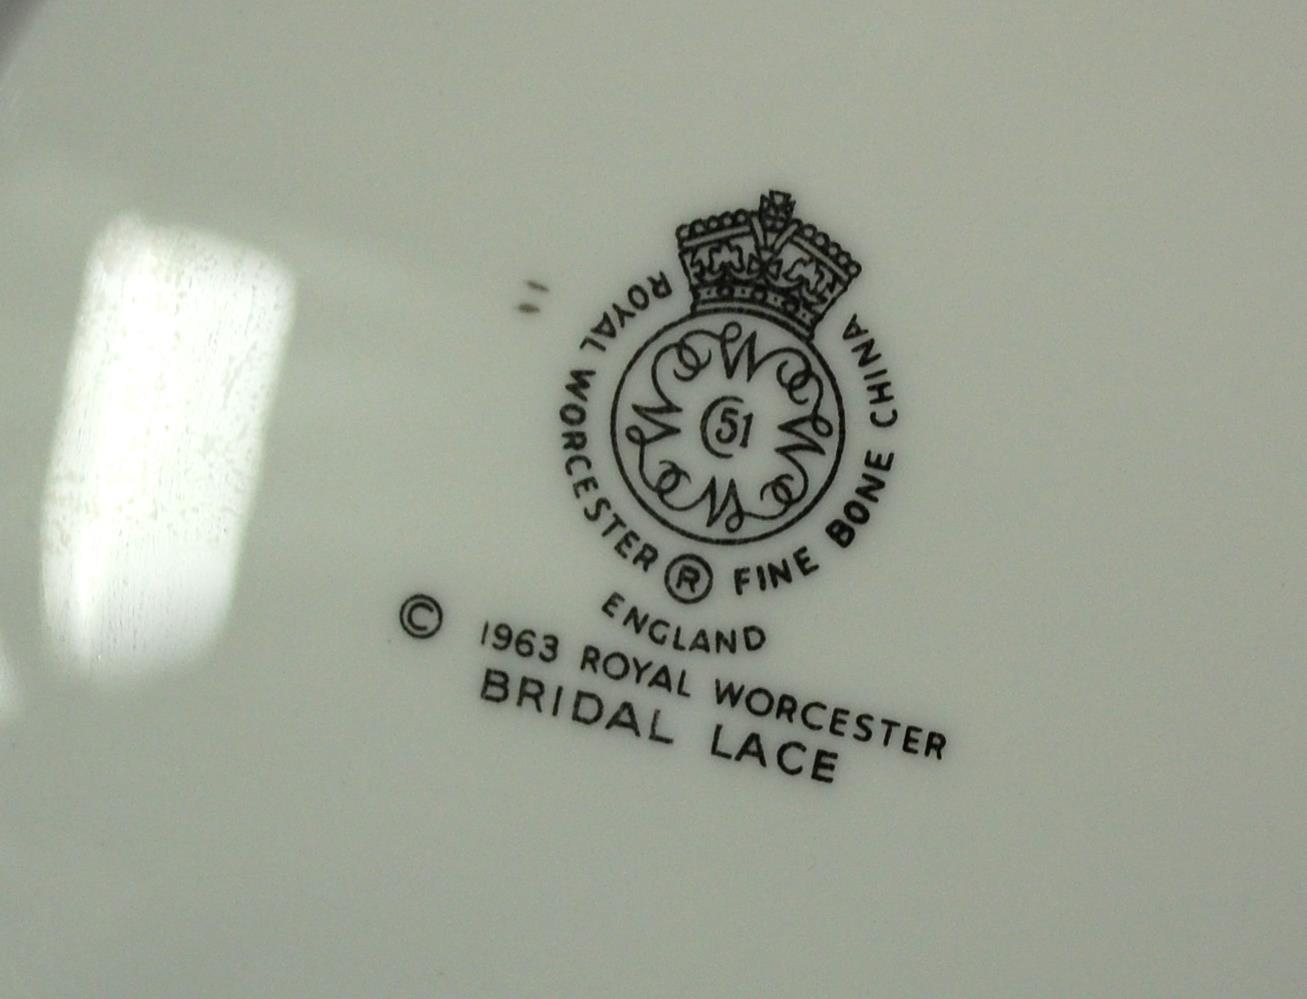 ROYAL WORCESTER ® FINE BONE CHINA
W W W W
51
ENGLAND
© 1963 ROYAL WORCESTER
BRIDAL LACE